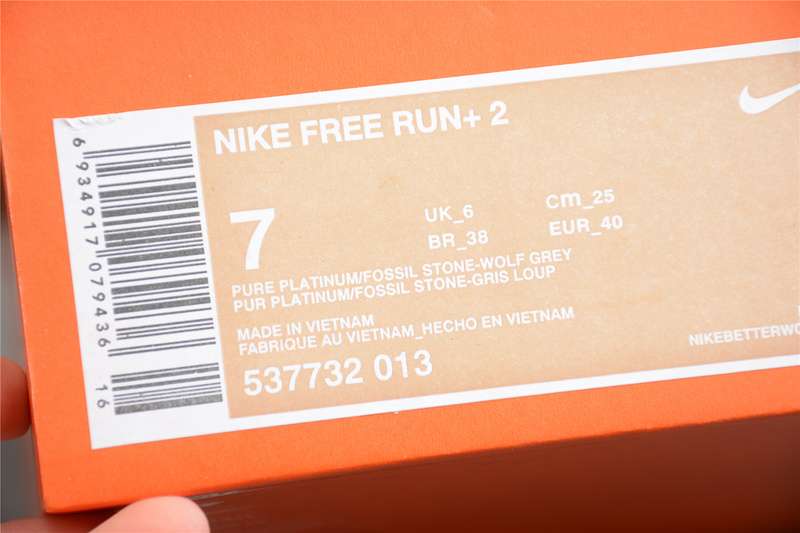 NIKE FREE RUN+ 2
7
UK_6 cm_25
BR_38 EUR_40
PURE PLATINUM/FOSSIL STONE-WOLF GREY
PUR PLATINUM/FOSSIL STONE-GRIS LOUP
MADE IN VIETNAM
FABRIQUE AU VIETNAM_HECHO EN VIETNAM
537732 013
NIKEBETTERWO
6 934917 079436 16